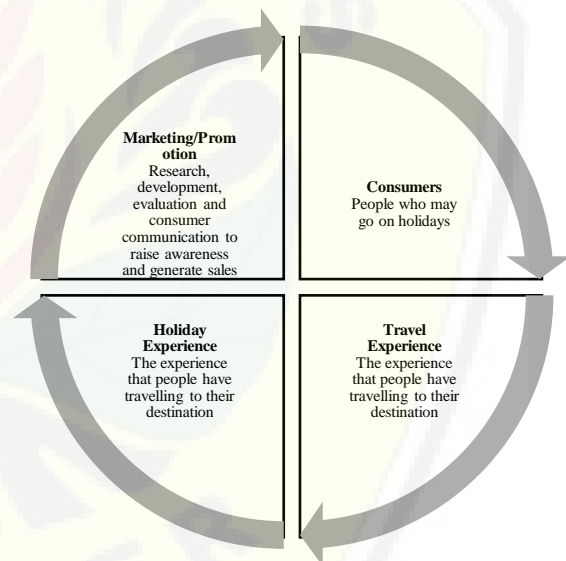 Marketing/Prom
otion
Research,
development,
evaluation and
consumer
communication to
raise awareness
and generate sales
Consumers
People who may
go on holidays
Holiday
Experience
The experience
that people have
travelling to their
destination
Travel
Experience
The experience
that people have
travelling to their
destination